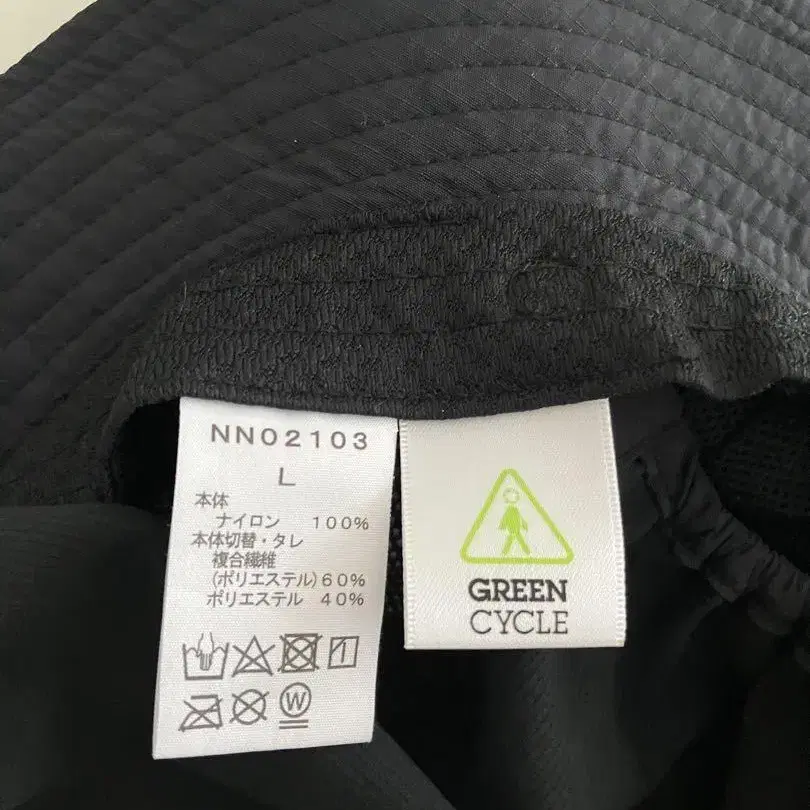 NN02103
L
本体
ナイロン 100%
本体切替・タレ
複合繊維
(ポリエステル)60%
ポリエステル 40%
W
GREEN
CYCLE